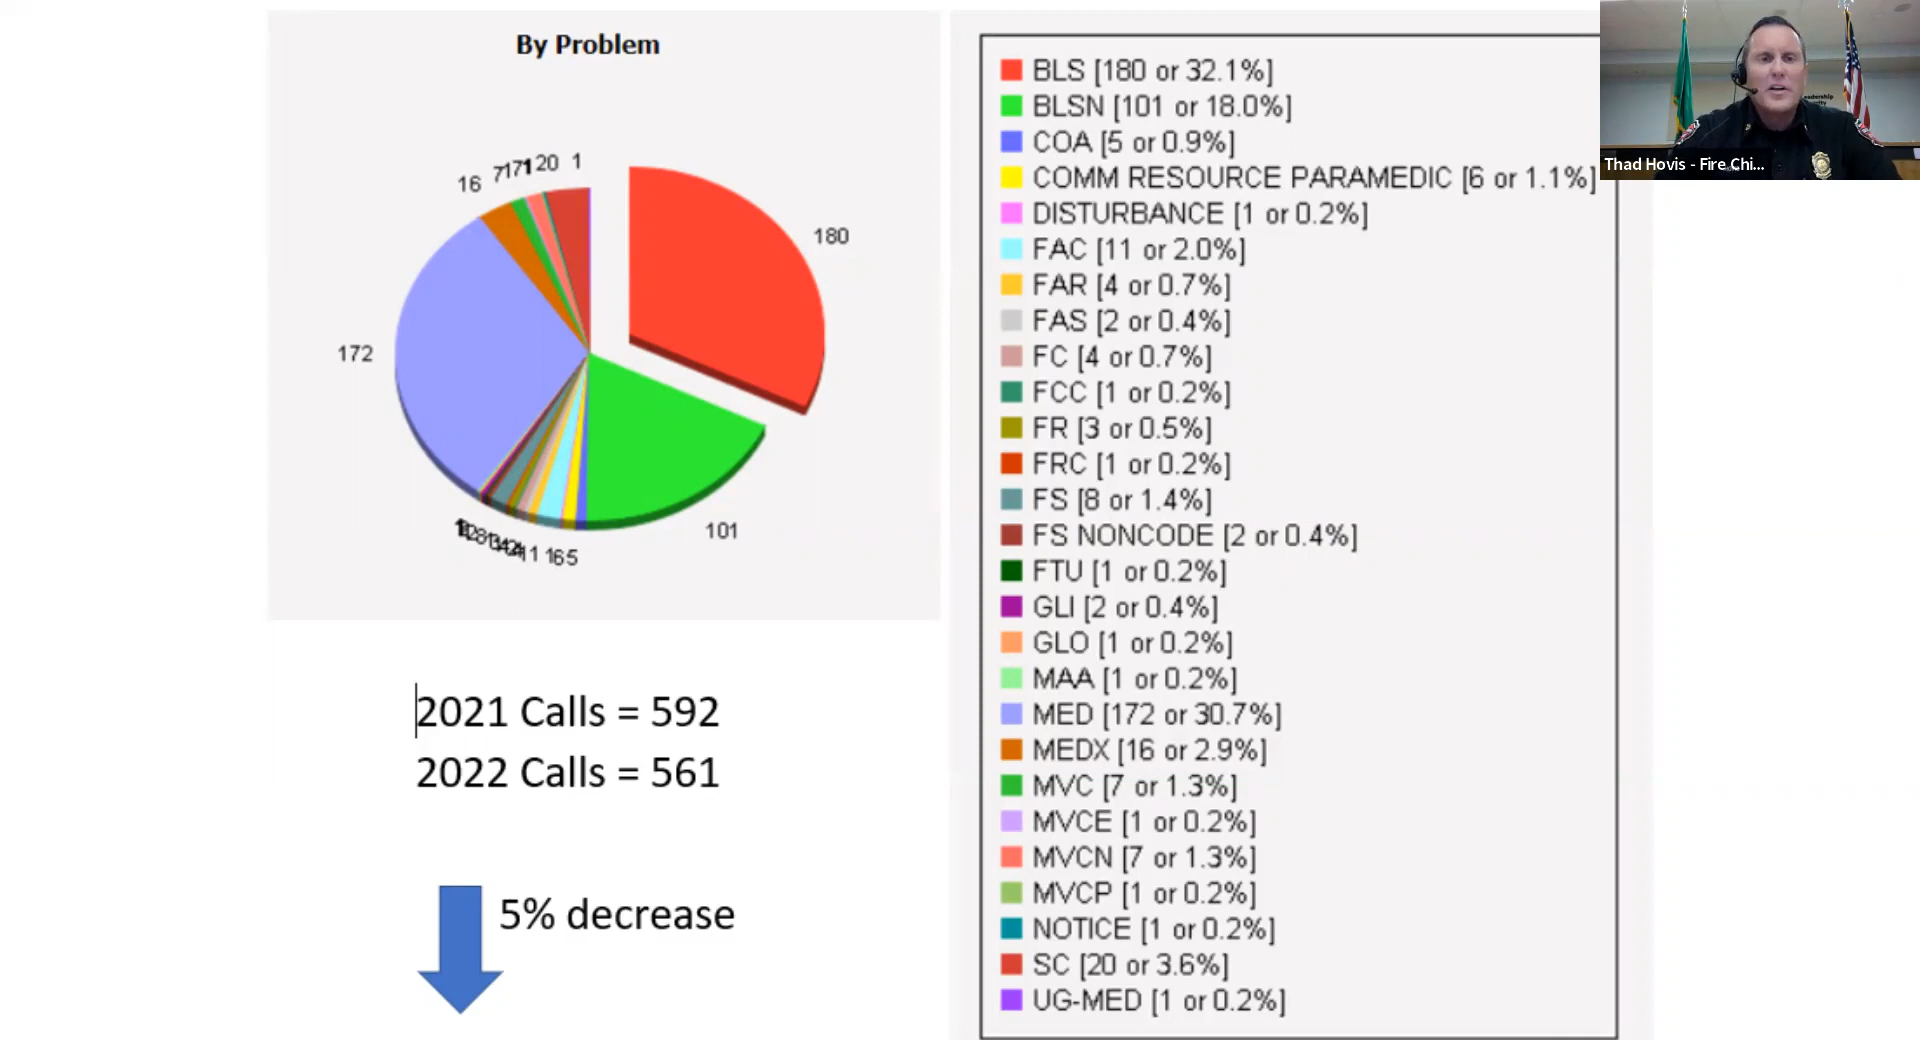 By Problem
180
101
172
16
20
1
11
165
BLS [180 or 32.1%]
BLSN [101 or 18.0%]
COA [5 or 0.9%]
COMM RESOURCE PARAMEDIC [6 or 1.1%]
DISTURBANCE [1 or 0.2%]
FAC [11 or 2.0%]
FAR [4 or 0.7%]
FAS [2 or 0.4%]
FC [4 or 0.7%]
FCC [1 or 0.2%]
FR [3 or 0.5%]
FRC [1 or 0.2%]
FS [8 or 1.4%]
FS NONCODE [2 or 0.4%]
FTU [1 or 0.2%]
GLI [2 or 0.4%]
GLO [1 or 0.2%]
MAA [1 or 0.2%]
MED [172 or 30.7%]
MEDX [16 or 2.9%]
MVC [7 or 1.3%]
MVCE [1 or 0.2%]
MVCN [7 or 1.3%]
MVCP [1 or 0.2%]
NOTICE [1 or 0.2%]
SC [20 or 3.6%]
UG-MED [1 or 0.2%]
2021 Calls = 592
2022 Calls = 561
5% decrease
Thad Hovis - Fire Chi...